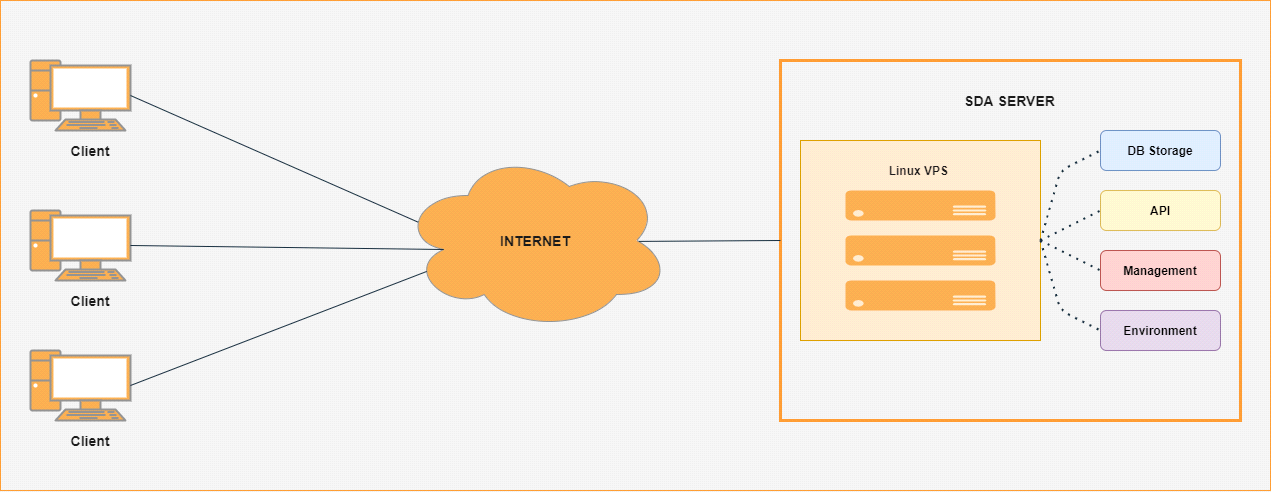 SDA SERVER
Client
Linux VPS
DB Storage
API
INTERNET
Management
Client
Environment
Client